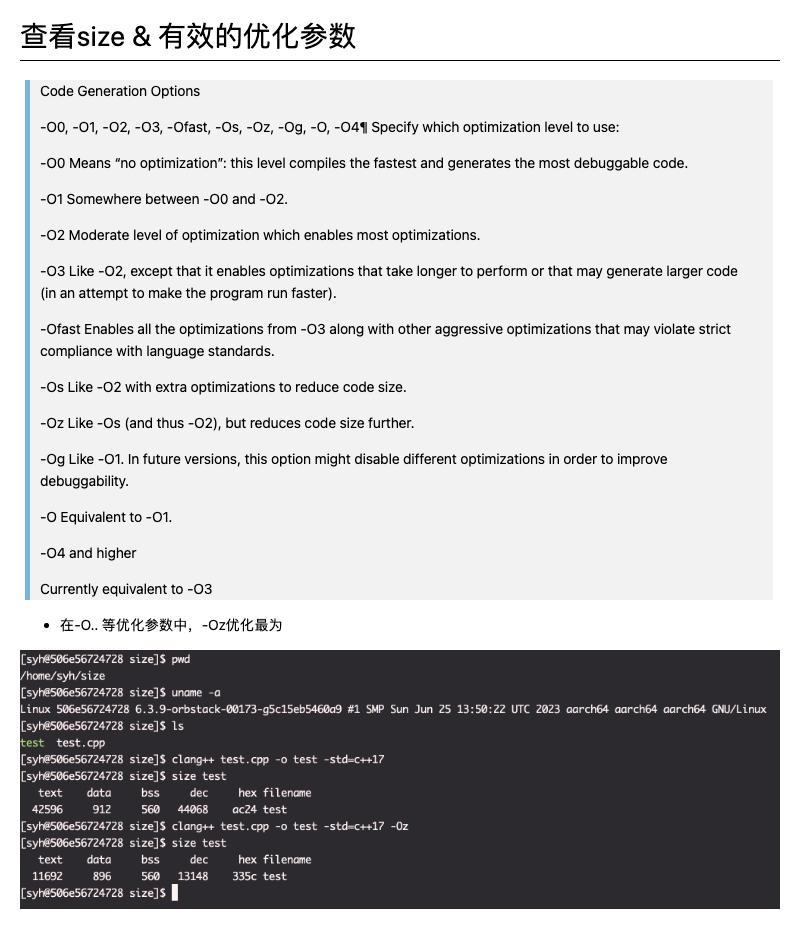 查看size & 有效的优化参数
Code Generation Options
-O0, -O1, -O2, -O3, -Ofast, -Os, -Oz, -Og, -O, -O4¶ Specify which optimization level to use:
-O0 Means “no optimization”: this level compiles the fastest and generates the most debuggable code.
-O1 Somewhere between -O0 and -O2.
-O2 Moderate level of optimization which enables most optimizations.
-O3 Like -O2, except that it enables optimizations that take longer to perform or that may generate larger code
(in an attempt to make the program run faster).
-Ofast Enables all the optimizations from -O3 along with other aggressive optimizations that may violate strict
compliance with language standards.
-Os Like -O2 with extra optimizations to reduce code size.
-Oz Like -Os (and thus -O2), but reduces code size further.
-Og Like -O1. In future versions, this option might disable different optimizations in order to improve
debuggability.
-O Equivalent to -O1.
-O4 and higher
Currently equivalent to -O3
• 在-O.. 等优化参数中，-Oz优化最为
[syh@506e56724728 size]$ pwd
/home/syh/size
[syh@506e56724728 size]$ uname -a
Linux 506e56724728 6.3.9-orbstack-00173-g5c15eb5460a9 #1 SMP Sun Jun 25 13:50:22 UTC 2023 aarch64 aarch64 aarch64 GNU/Linux
[syh@506e56724728 size]$ ls
test  test.cpp
[syh@506e56724728 size]$ clang++ test.cpp -o test -std=c++17
[syh@506e56724728 size]$ size test
   text    data     bss     dec     hex filename
  42596     912     560   44068    ac24 test
[syh@506e56724728 size]$ clang++ test.cpp -o test -std=c++17 -Oz
[syh@506e56724728 size]$ size test
   text    data     bss     dec     hex filename
  11692     896     560   13148    335c test
[syh@506e56724728 size]$